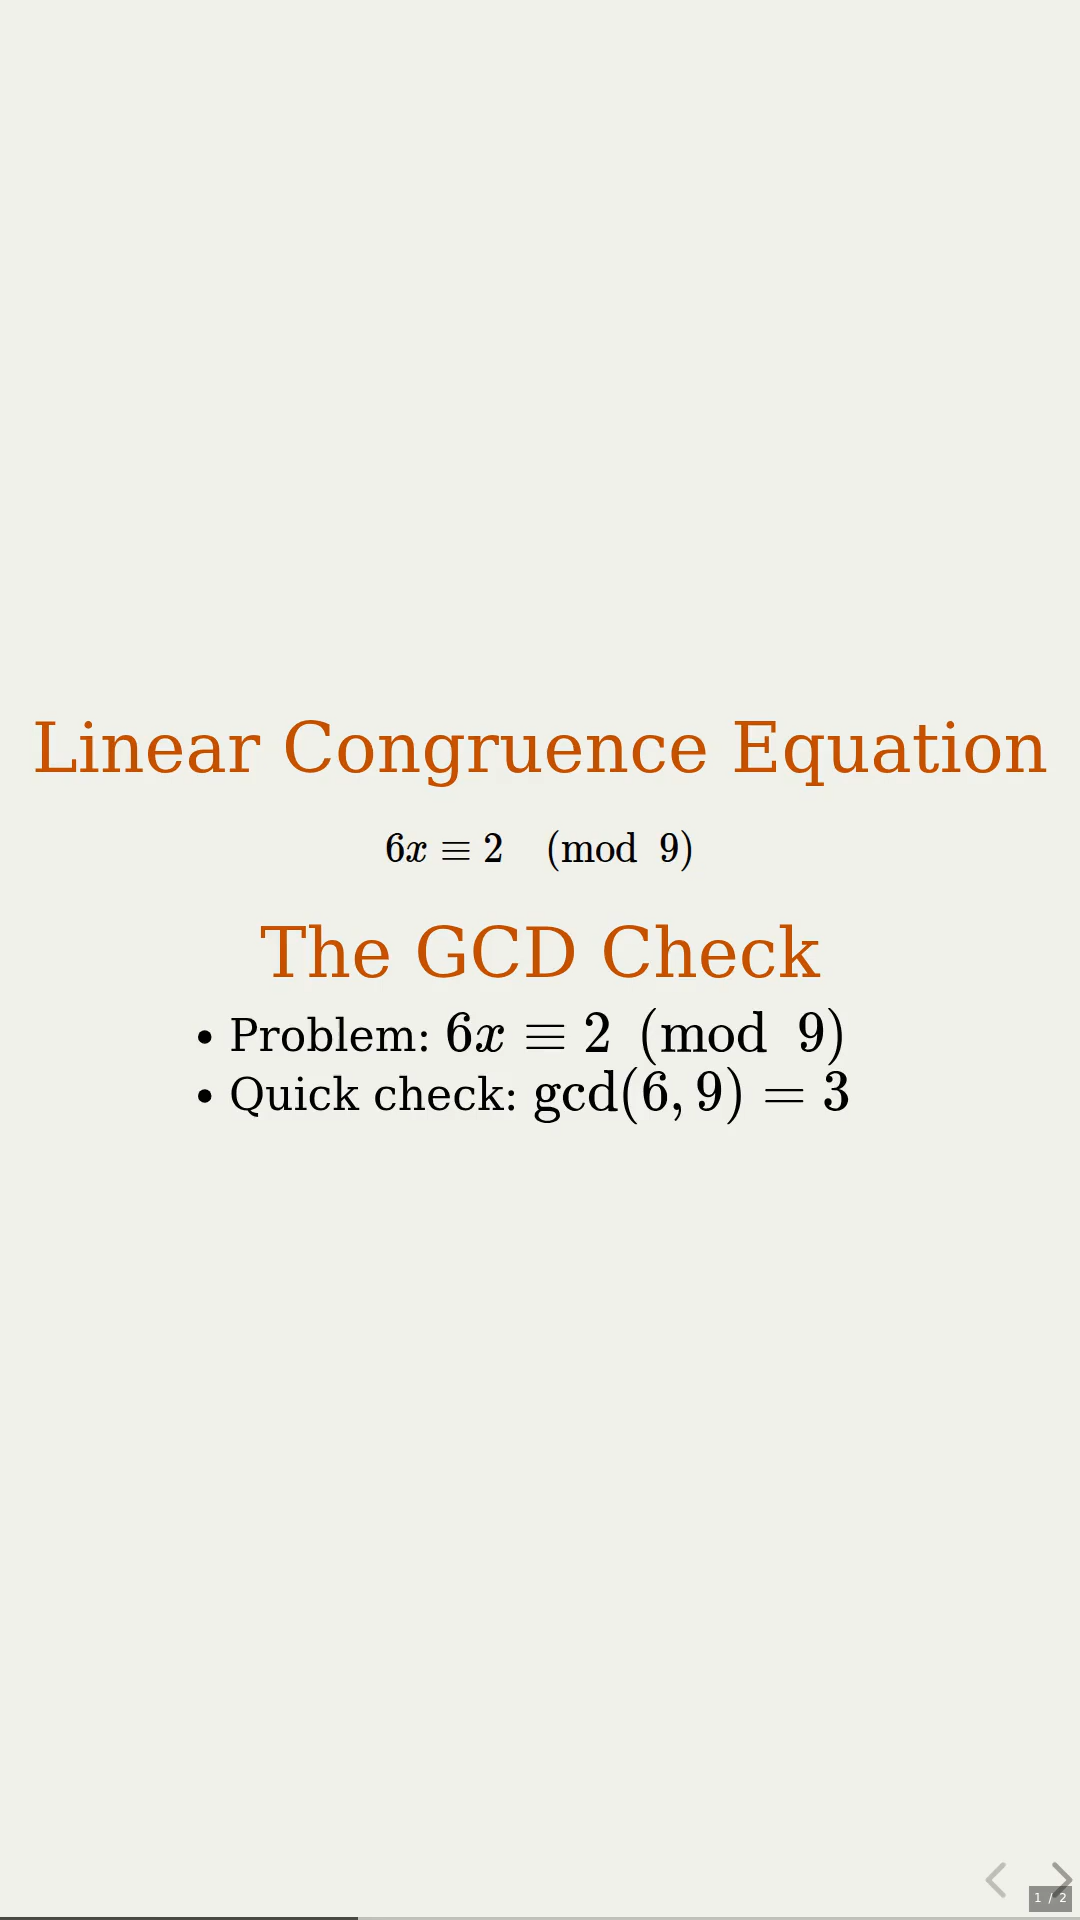 Linear Congruence Equation
6x ≡ 2 (mod 9)
The GCD Check
• Problem: 6x ≡ 2 (mod 9)
• Quick check: gcd(6, 9) = 3
1 / 2